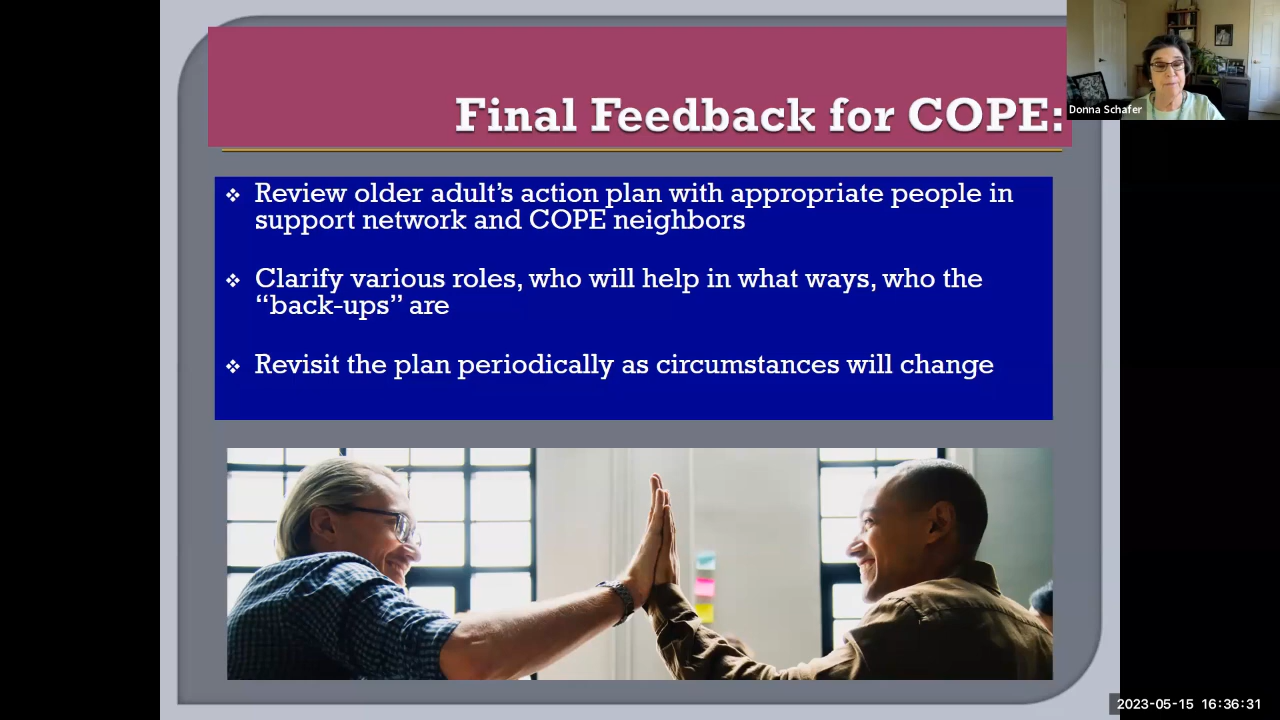 Final Feedback for COPE:
Donna Schafer
❖ Review older adult’s action plan with appropriate people in
support network and COPE neighbors
❖ Clarify various roles, who will help in what ways, who the
“back-ups” are
❖ Revisit the plan periodically as circumstances will change
2023-05-15 16:36:31